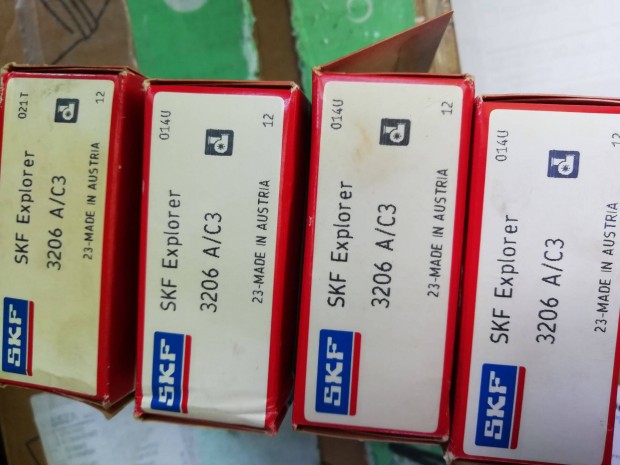 021T
12
SKF Explorer
3206 A/C3
23-MADE IN AUSTRIA
SKF
014U
12
SKF Explorer
3206 A/C3
23-MADE IN AUSTRIA
SKF
014U
12
SKF Explorer
3206 A/C3
23-MADE IN AUSTRIA
SKF
014U
12
SKF Explorer
3206 A/C3
23-MADE IN AUSTRIA
SKF